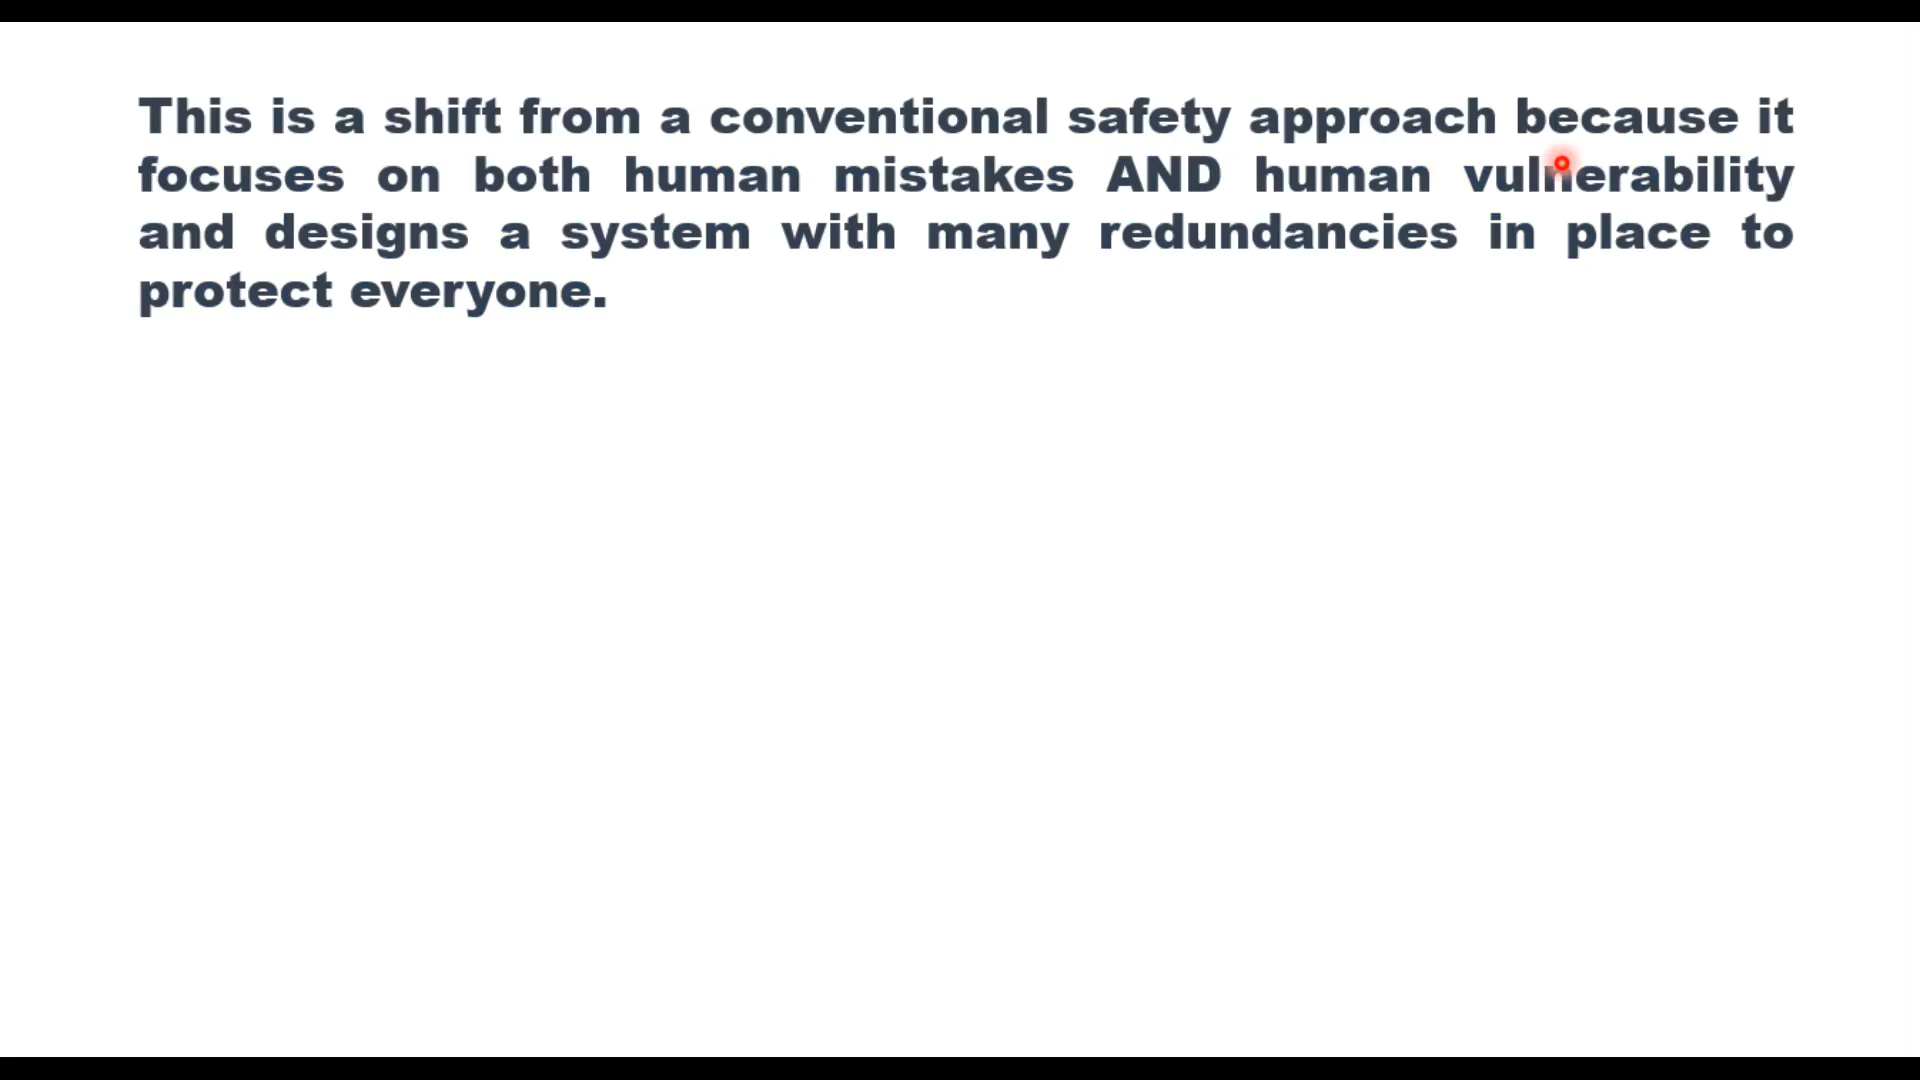 This is a shift from a conventional safety approach because it
focuses on both human mistakes AND human vulnerability
and designs a system with many redundancies in place to
protect everyone.